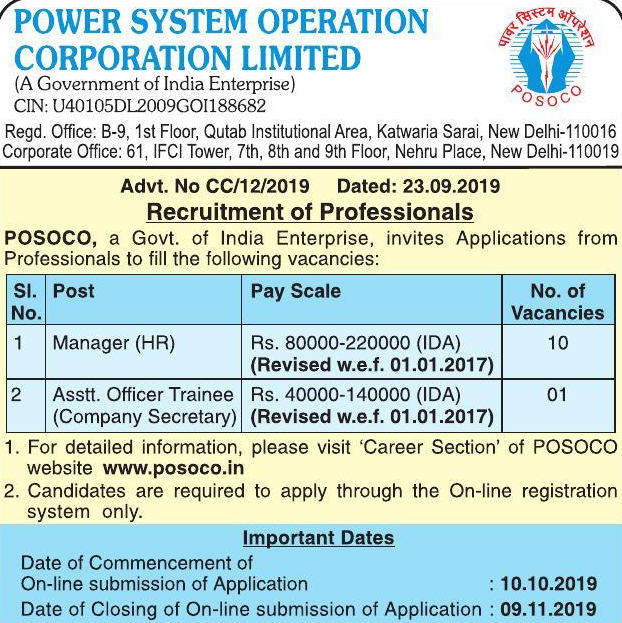 POWER SYSTEM OPERATION
CORPORATION LIMITED
(A Government of India Enterprise)
CIN: U40105DL2009GOI188682
पावर सिस्टम ऑपरेशन
POSOCO
Regd. Office: B-9, 1st Floor, Qutab Institutional Area, Katwaria Sarai, New Delhi-110016
Corporate Office: 61, IFCI Tower, 7th, 8th and 9th Floor, Nehru Place, New Delhi-110019
Advt. No CC/12/2019 Dated: 23.09.2019
Recruitment of Professionals
POSOCO, a Govt. of India Enterprise, invites Applications from
Professionals to fill the following vacancies:
Sl. No. Post Pay Scale No. of Vacancies
1 Manager (HR) Rs. 80000-220000 (IDA) 10
(Revised w.e.f. 01.01.2017)
2 Asstt. Officer Trainee Rs. 40000-140000 (IDA) 01
(Company Secretary) (Revised w.e.f. 01.01.2017)
1. For detailed information, please visit ‘Career Section’ of POSOCO
website www.posoco.in
2. Candidates are required to apply through the On-line registration
system only.
Important Dates
Date of Commencement of
On-line submission of Application : 10.10.2019
Date of Closing of On-line submission of Application : 09.11.2019